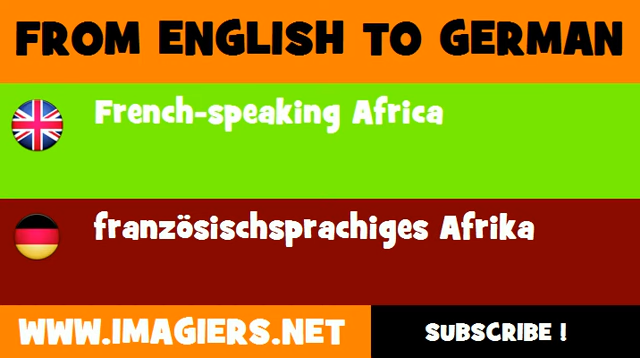 FROM ENGLISH TO GERMAN
French-speaking Africa
französischsprachiges Afrika
WWW.IMAGIERS.NET
SUBSCRIBE !